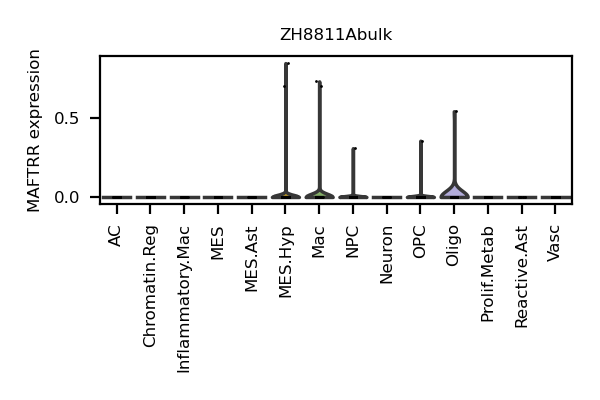 ZH8811Abulk
MAFTRR expression
0.5
0.0
AC
Chromatin.Reg
Inflammatory.Mac
MES
MES.Ast
MES.Hyp
Mac
NPC
Neuron
OPC
Oligo
Prolif.Metab
Reactive.Ast
Vasc